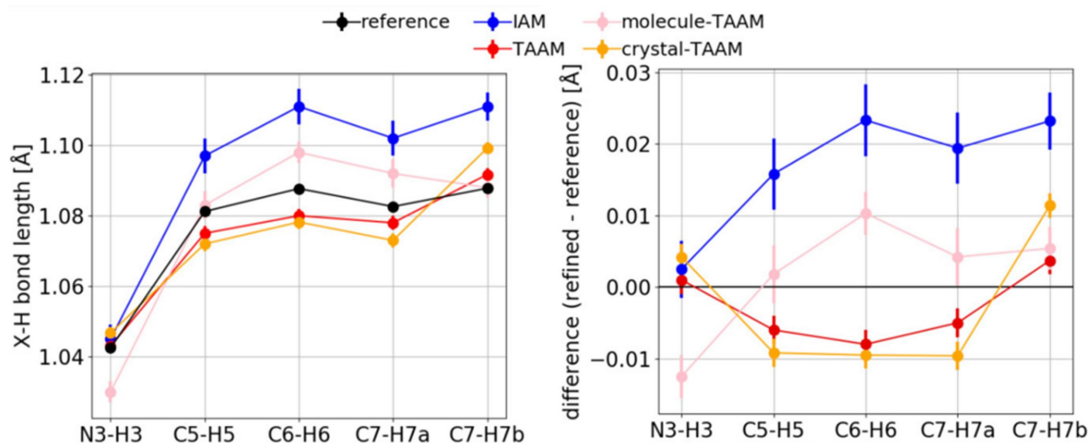 reference IAM molecule-TAAM
TAAM crystal-TAAM
X-H bond length [Å]
1.12
1.10
1.08
1.06
1.04
N3-H3 C5-H5 C6-H6 C7-H7a C7-H7b
difference (refined - reference) [Å]
0.03
0.02
0.01
0.00
−0.01
N3-H3 C5-H5 C6-H6 C7-H7a C7-H7b